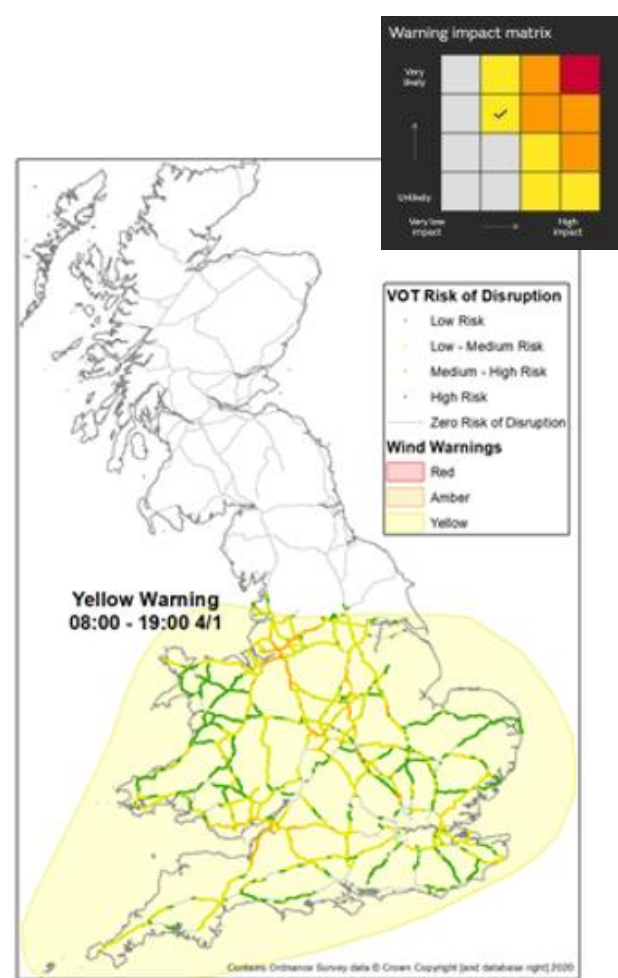 Warning impact matrix
Very
likely
Unlikely
Very low
impact
High
impact
VOT Risk of Disruption
Low Risk
Low - Medium Risk
Medium - High Risk
High Risk
Zero Risk of Disruption
Wind Warnings
Red
Amber
Yellow
Yellow Warning
08:00 - 19:00 4/1
Contains Ordnance Survey data © Crown Copyright [and database right] 2020